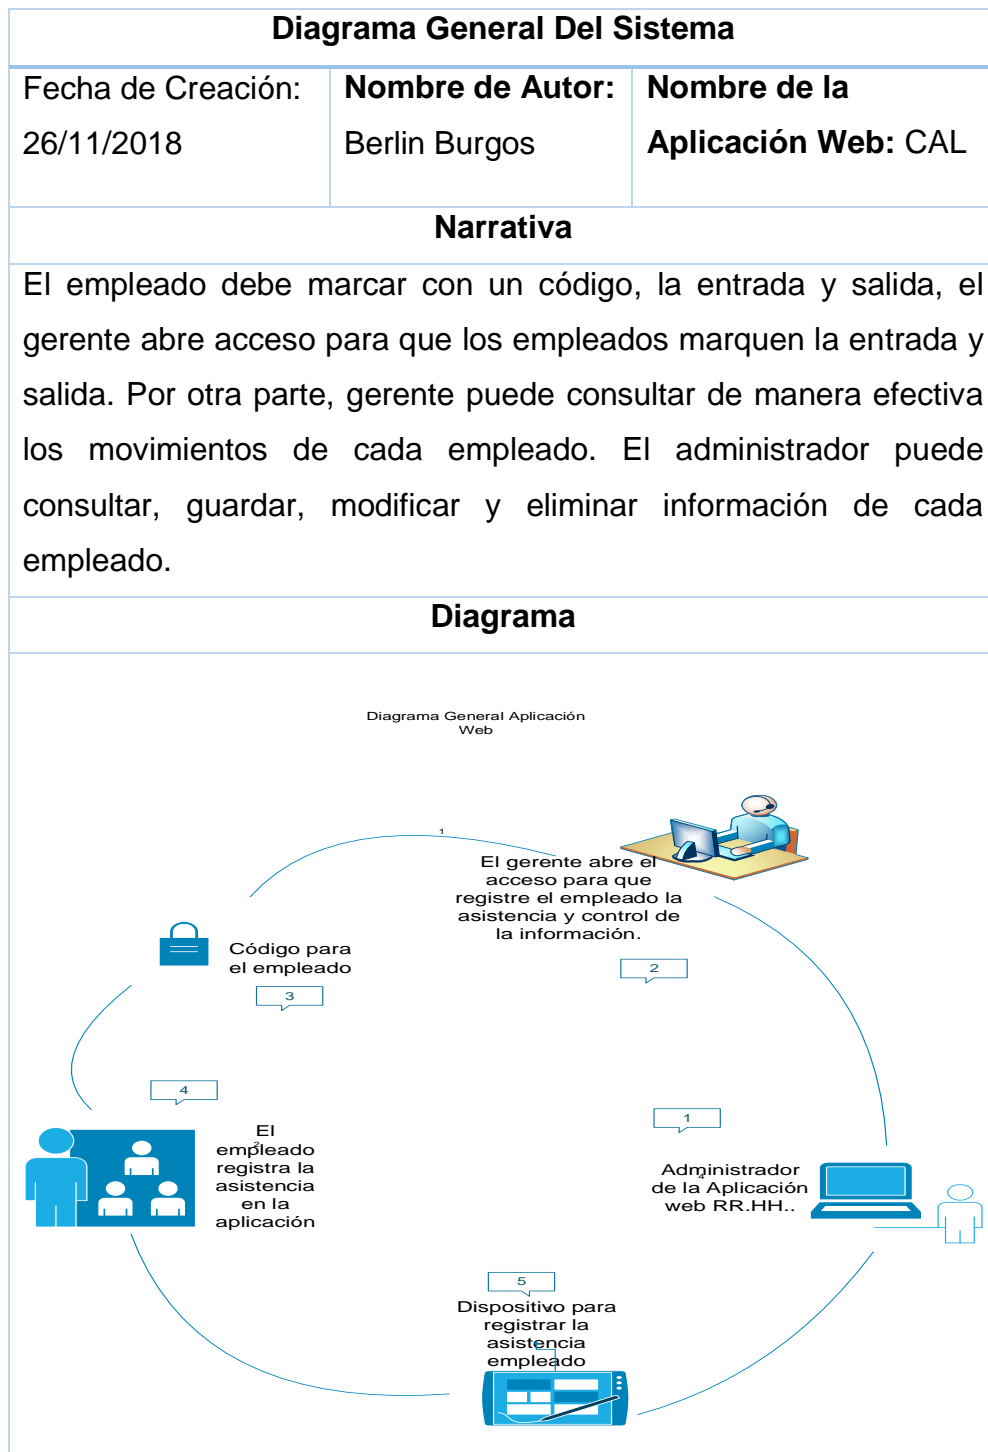 Diagrama General Del Sistema
Fecha de Creación:
26/11/2018
Nombre de Autor:
Berlin Burgos
Nombre de la
Aplicación Web: CAL
Narrativa
El empleado debe marcar con un código, la entrada y salida, el
gerente abre acceso para que los empleados marquen la entrada y
salida. Por otra parte, gerente puede consultar de manera efectiva
los movimientos de cada empleado. El administrador puede
consultar, guardar, modificar y eliminar información de cada
empleado.
Diagrama
Diagrama General Aplicación
Web
1
El gerente abre el
acceso para que
registre el empleado la
asistencia y control de
la información.
2
Código para
el empleado
3
4
El
empleado
registra la
asistencia
en la
aplicación
2
1
Administrador
de la Aplicación
web RR.HH..
4
5
Dispositivo para
registrar la
asistencia
empleado